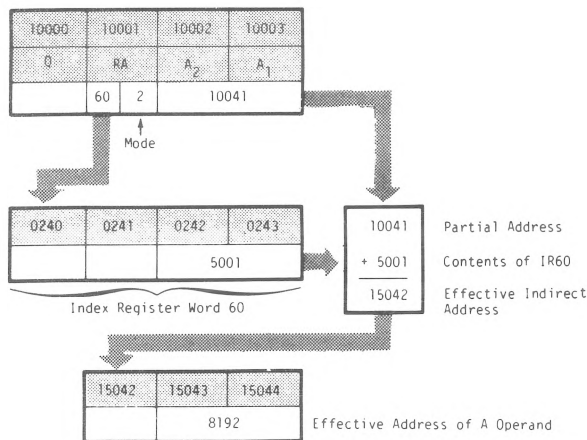 10000 10001 10002 10003
Q RA A2 A1
60 2 10041
Mode
0240 0241 0242 0243
5001
Index Register Word 60
10041 Partial Address
+ 5001 Contents of IR60
15042 Effective Indirect
Address
15042 15043 15044
8192 Effective Address of A Operand